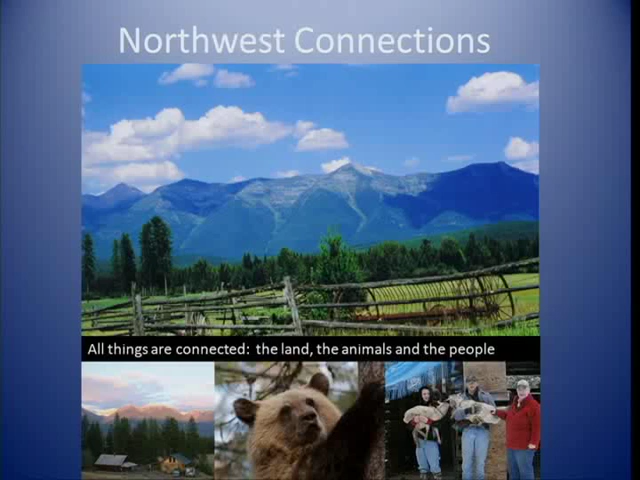 Northwest Connections
All things are connected: the land, the animals and the people